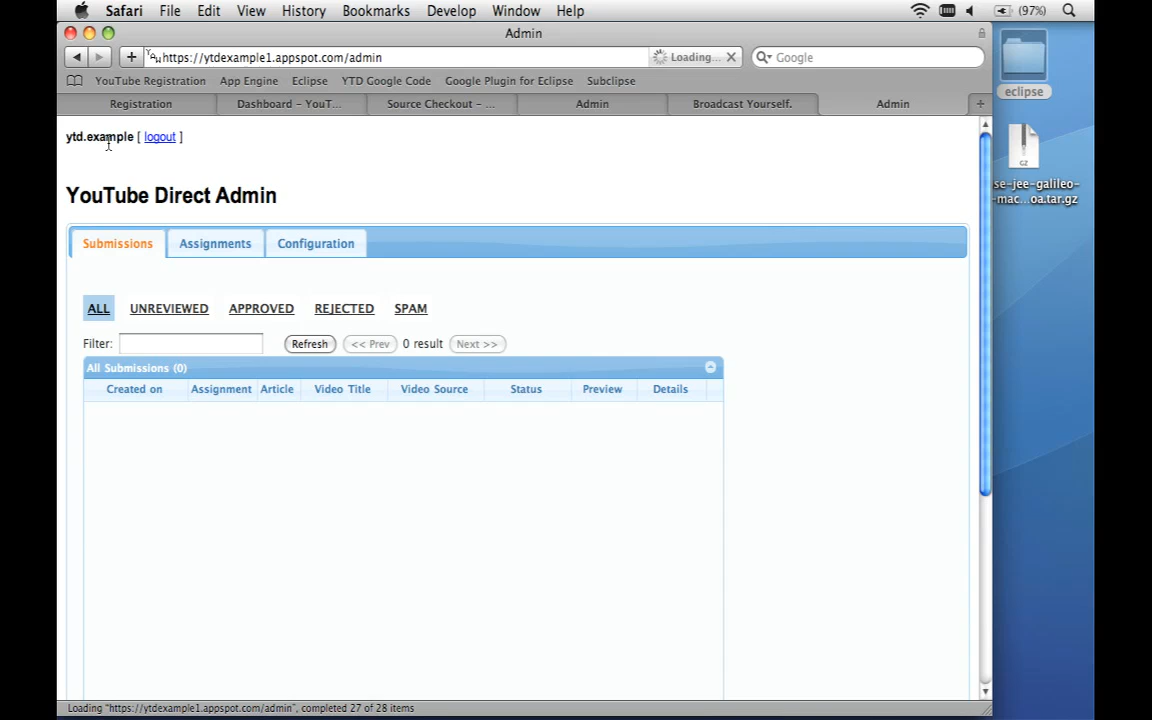 Safari File Edit View History Bookmarks Develop Window Help (97%)
Admin
https://ytdexample1.appspot.com/admin Loading... Google
YouTube Registration App Engine Eclipse YTD Google Code Google Plugin for Eclipse Subclipse
Registration Dashboard – YouT... Source Checkout – ... Admin Broadcast Yourself. Admin
eclipse
GZ
se-jee-galileo-
-mac...oa.tar.gz
ytd.example [ logout ]
YouTube Direct Admin
Submissions Assignments Configuration
ALL UNREVIEWED APPROVED REJECTED SPAM
Filter: Refresh << Prev 0 result Next >>
All Submissions (0)
Created on Assignment Article Video Title Video Source Status Preview Details
Loading "https://ytdexample1.appspot.com/admin", completed 27 of 28 items